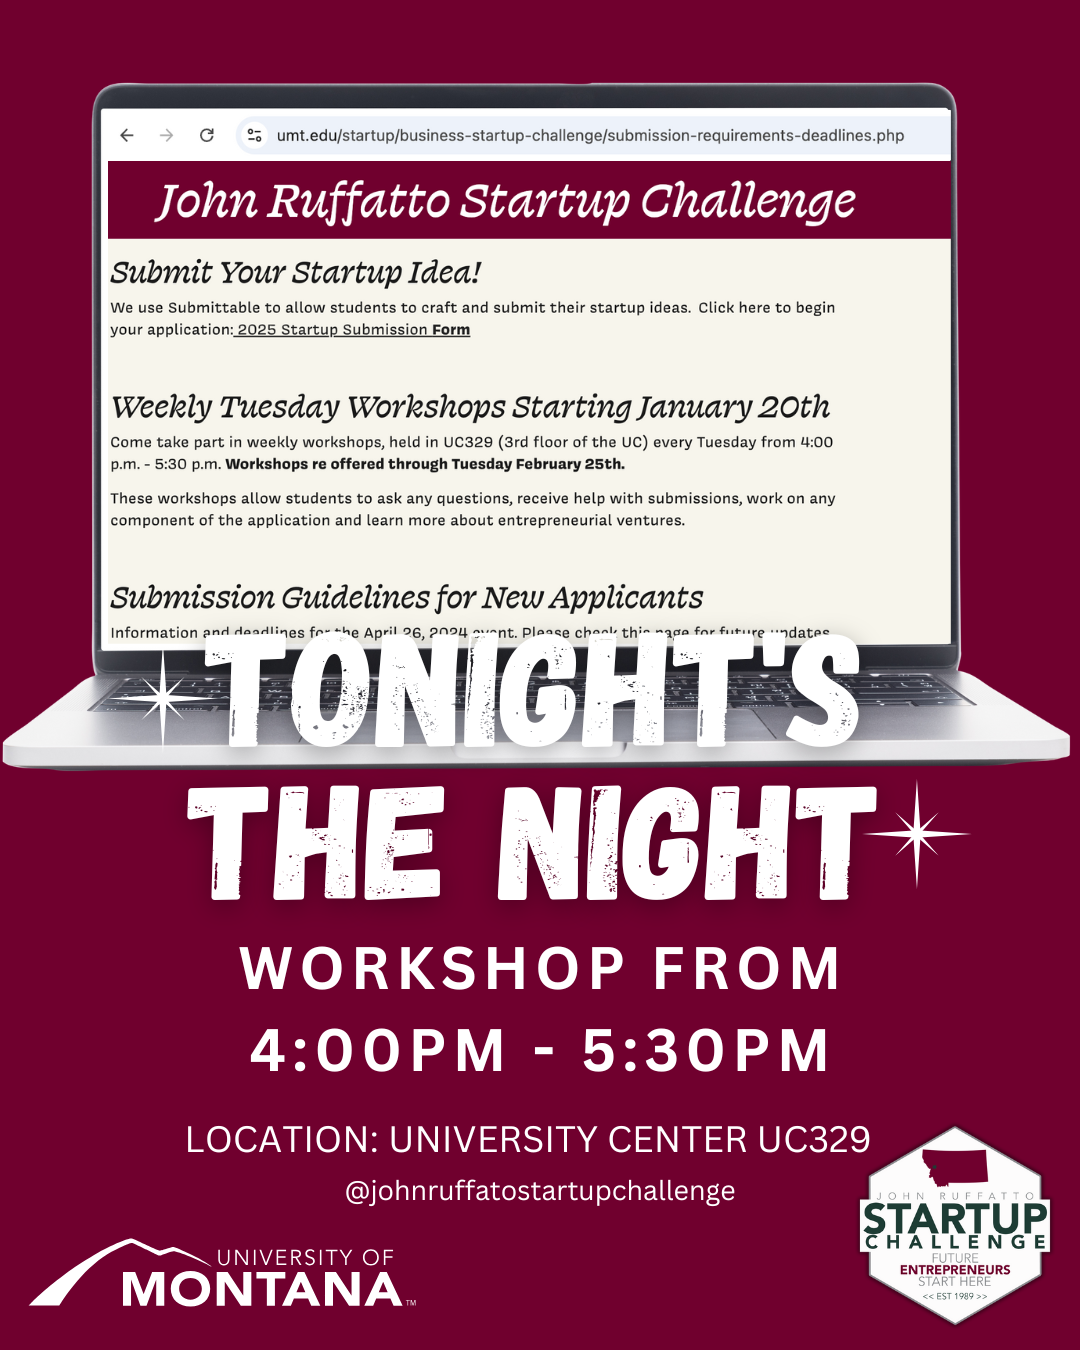 umt.edu/startup/business-startup-challenge/submission-requirements-deadlines.php
John Ruffatto Startup Challenge
Submit Your Startup Idea!
We use Submittable to allow students to craft and submit their startup ideas. Click here to begin
your application: 2025 Startup Submission Form
Weekly Tuesday Workshops Starting January 20th
Come take part in weekly workshops, held in UC329 (3rd floor of the UC) every Tuesday from 4:00
p.m. - 5:30 p.m. Workshops re offered through Tuesday February 25th.
These workshops allow students to ask any questions, receive help with submissions, work on any
component of the application and learn more about entrepreneurial ventures.
Submission Guidelines for New Applicants
Information and deadlines for the April 26, 2024 event. Please check this page for future updates
TONIGHT'S
THE NIGHT
WORKSHOP FROM
4:00PM - 5:30PM
LOCATION: UNIVERSITY CENTER UC329
@johnruffatostartupchallenge
JOHN RUFFATTO
STARTUP
CHALLENGE
FUTURE
ENTREPRENEURS
START HERE
<< EST 1989 >>
UNIVERSITY OF
MONTANA
TM